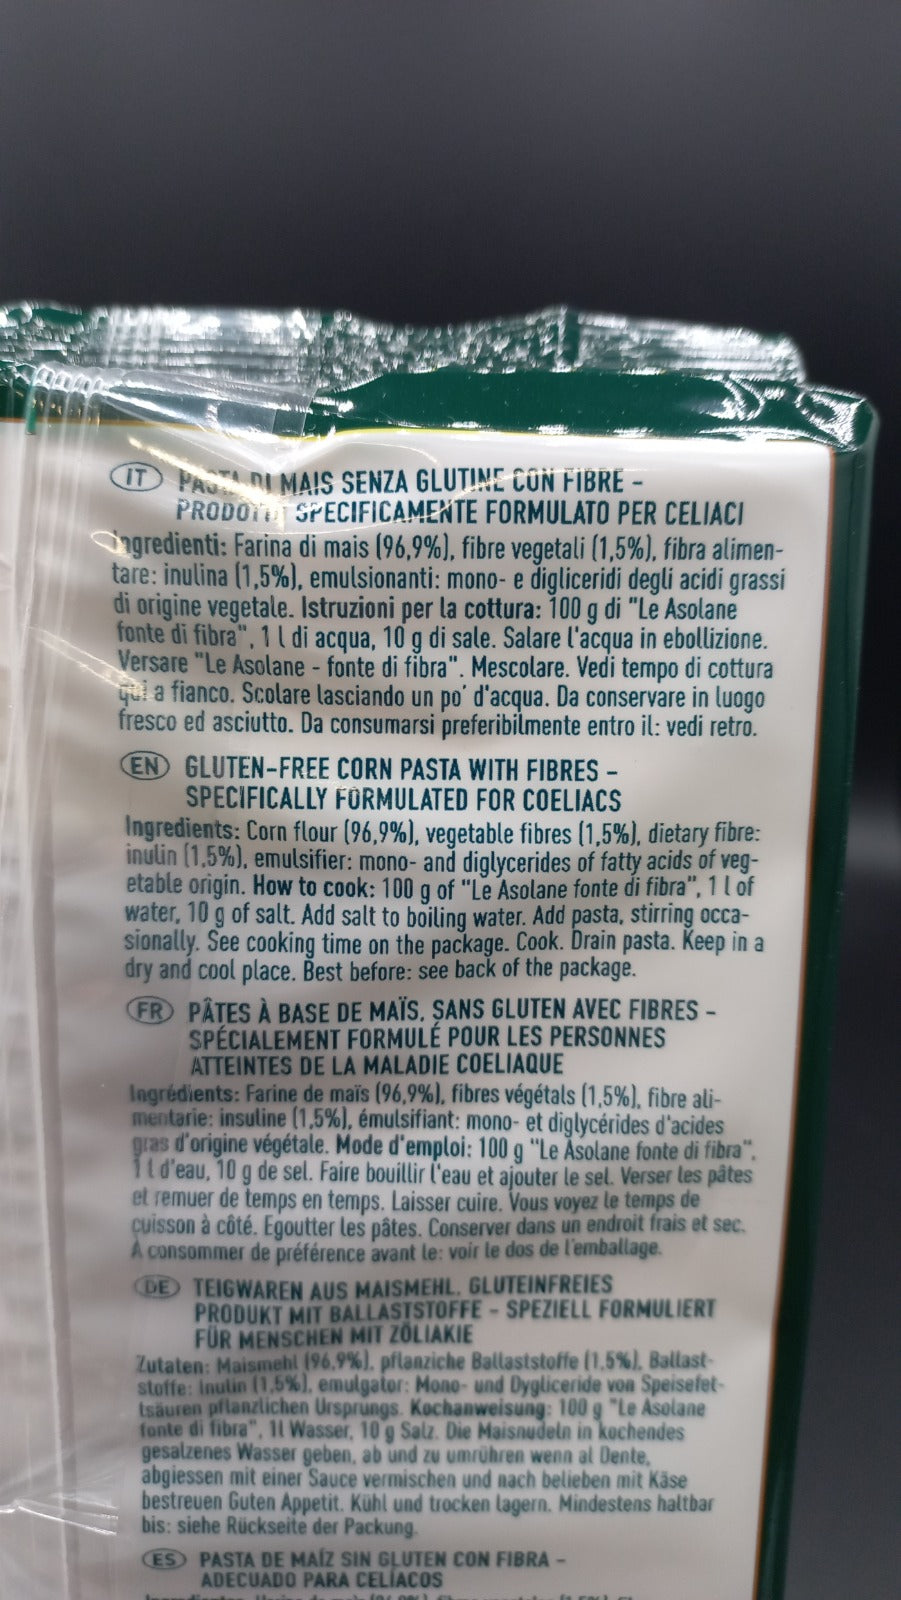 IT PASTA DI MAIS SENZA GLUTINE CON FIBRE -
PRODOTTO SPECIFICAMENTE FORMULATO PER CELIACI
Ingredienti: Farina di mais (96,9%), fibre vegetali (1,5%), fibra alimen-
tare: inulina (1,5%), emulsionanti: mono- e digliceridi degli acidi grassi
di origine vegetale. Istruzioni per la cottura: 100 g di "Le Asolane
fonte di fibra", 1 l di acqua, 10 g di sale. Salare l'acqua in ebollizione.
Versare "Le Asolane - fonte di fibra". Mescolare. Vedi tempo di cottura
qui a fianco. Scolare lasciando un po' d'acqua. Da conservare in luogo
fresco ed asciutto. Da consumarsi preferibilmente entro il: vedi retro.
EN GLUTEN-FREE CORN PASTA WITH FIBRES -
SPECIFICALLY FORMULATED FOR COELIACS
Ingredients: Corn flour (96,9%), vegetable fibres (1,5%), dietary fibre:
inulin (1,5%), emulsifier: mono- and diglycerides of fatty acids of veg-
etable origin. How to cook: 100 g of "Le Asolane fonte di fibra", 1 l of
water, 10 g of salt. Add salt to boiling water. Add pasta, stirring occa-
sionally. See cooking time on the package. Cook. Drain pasta. Keep in a
dry and cool place. Best before: see back of the package.
FR PÂTES À BASE DE MAÏS, SANS GLUTEN AVEC FIBRES -
SPÉCIALEMENT FORMULÉ POUR LES PERSONNES
ATTEINTES DE LA MALADIE COELIAQUE
Ingrédients: Farine de maïs (96,9%), fibres végétals (1,5%), fibre ali-
mentarie: insuline (1,5%), émulsifiant: mono- et diglycérides d'acides
gras d'origine végétale. Mode d'emploi: 100 g "Le Asolane fonte di fibra",
1 l d'eau, 10 g de sel. Faire bouillir l'eau et ajouter le sel. Verser les pâtes
et remuer de temps en temps. Laisser cuire. Vous voyez le temps de
cuisson à côté. Egoutter les pâtes. Conserver dans un endroit frais et sec.
À consommer de préférence avant le: voir le dos de l'emballage.
DE TEIGWAREN AUS MAISMEHL. GLUTEINFREIES
PRODUKT MIT BALLASTSTOFFE - SPEZIELL FORMULIERT
FÜR MENSCHEN MIT ZÖLIAKIE
Zutaten: Maismehl (96,9%), pflanziche Ballaststoffe (1,5%), Ballast-
stoffe: Inulin (1,5%), emulgator: Mono- und Dygliceride von Speisefet-
tsäuren pflanzlichen Ursprungs. Kochanweisung: 100 g "Le Asolane
fonte di fibra", 1l Wasser, 10 g Salz. Die Maisnudeln in kochendes
gesalzenes Wasser geben, ab und zu umrühren wenn al Dente,
abgiessen mit einer Sauce vermischen und nach belieben mit Käse
bestreuen Guten Appetit. Kühl und trocken lagern. Mindestens haltbar
bis: siehe Rückseite der Packung.
ES PASTA DE MAÍZ SIN GLUTEN CON FIBRA -
ADECUADO PARA CELÍACOS